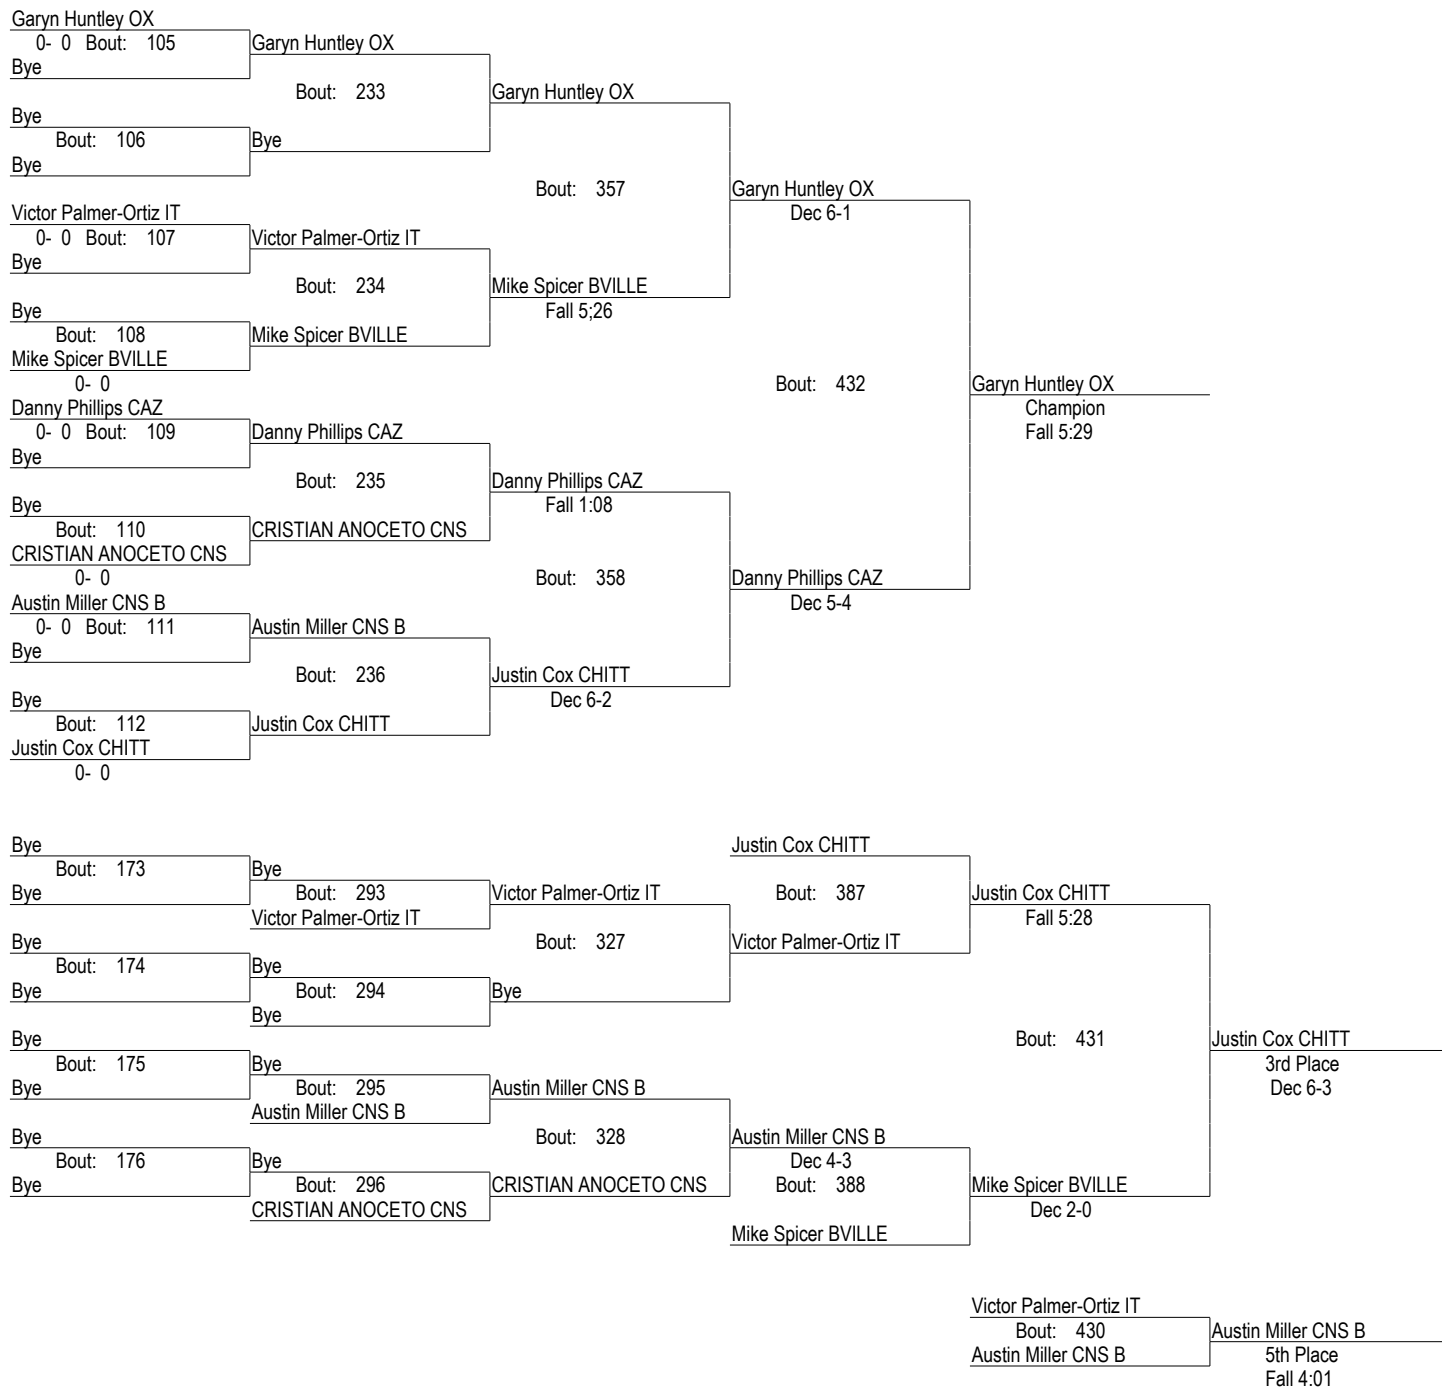 Garyn Huntley OX
0- 0 Bout: 105 Garyn Huntley OX
Bye
Bout: 233 Garyn Huntley OX
Bye
Bout: 106 Bye
Bye
Bout: 357 Garyn Huntley OX
Victor Palmer-Ortiz IT Dec 6-1
0- 0 Bout: 107 Victor Palmer-Ortiz IT
Bye
Bout: 234 Mike Spicer BVILLE
Bye Fall 5;26
Bout: 108 Mike Spicer BVILLE
Mike Spicer BVILLE
0- 0 Bout: 432 Garyn Huntley OX
Danny Phillips CAZ Champion
0- 0 Bout: 109 Danny Phillips CAZ Fall 5:29
Bye
Bout: 235 Danny Phillips CAZ
Bye Fall 1:08
Bout: 110 CRISTIAN ANOCETO CNS
CRISTIAN ANOCETO CNS
0- 0 Bout: 358 Danny Phillips CAZ
Austin Miller CNS B Dec 5-4
0- 0 Bout: 111 Austin Miller CNS B
Bye
Bout: 236 Justin Cox CHITT
Bye Dec 6-2
Bout: 112 Justin Cox CHITT
Justin Cox CHITT
0- 0
Bye Justin Cox CHITT
Bout: 173 Bye
Bye Bout: 293 Victor Palmer-Ortiz IT Bout: 387 Justin Cox CHITT
Victor Palmer-Ortiz IT Fall 5:28
Bye Bout: 327 Victor Palmer-Ortiz IT
Bout: 174 Bye
Bye Bout: 294 Bye
Bye
Bye Bout: 431 Justin Cox CHITT
Bout: 175 Bye 3rd Place
Bye Bout: 295 Austin Miller CNS B Dec 6-3
Austin Miller CNS B
Bye Bout: 328 Austin Miller CNS B
Bout: 176 Bye Dec 4-3
Bye Bout: 296 CRISTIAN ANOCETO CNS Bout: 388 Mike Spicer BVILLE
CRISTIAN ANOCETO CNS Dec 2-0
Mike Spicer BVILLE
Victor Palmer-Ortiz IT
Bout: 430 Austin Miller CNS B
Austin Miller CNS B 5th Place
Fall 4:01